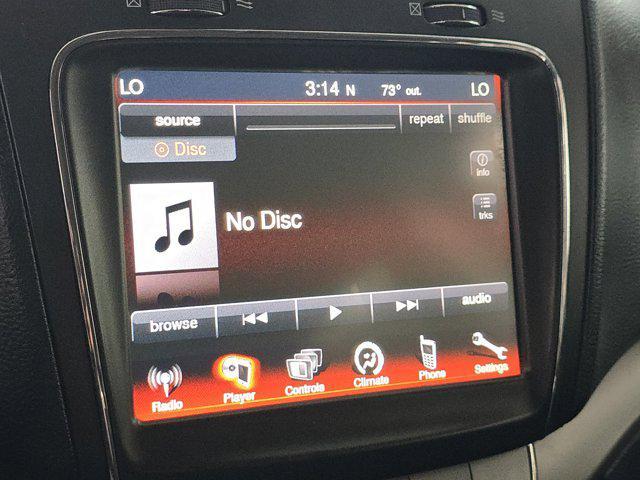 LO 3:14 N 73° out. LO
source repeat shuffle
Disc
info
No Disc
trks
browse audio
Radio Player Controls Climate Phone Settings